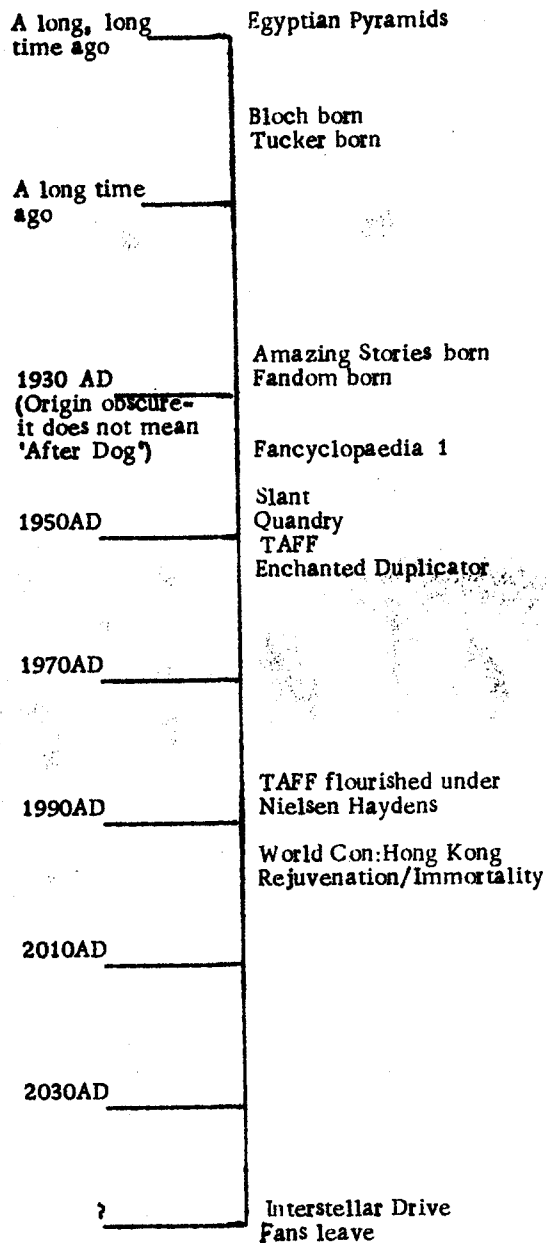 A long, long
time ago
Egyptian Pyramids
Bloch born
Tucker born
A long time
ago
Amazing Stories born
Fandom born
1930 AD
(Origin obscure-
it does not mean
'After Dog')
Fancyclopaedia 1
Slant
Quandry
TAFF
Enchanted Duplicator
1950AD
1970AD
TAFF flourished under
Nielsen Haydens
1990AD
World Con:Hong Kong
Rejuvenation/Immortality
2010AD
2030AD
?
Interstellar Drive
Fans leave